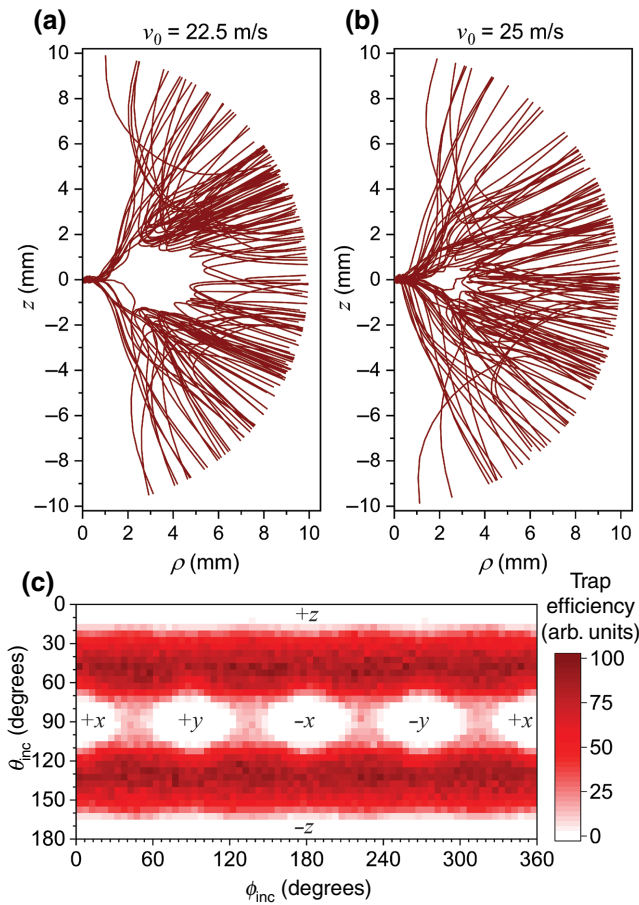 (a)
v₀ = 22.5 m/s
10
8
6
4
2
0
−2
−4
−6
−8
−10
z (mm)
0 2 4 6 8 10
ρ (mm)
(b)
v₀ = 25 m/s
10
8
6
4
2
0
−2
−4
−6
−8
−10
z (mm)
0 2 4 6 8 10
ρ (mm)
(c)
Trap
efficiency
(arb. units)
0
30
60
90
120
150
180
θinc (degrees)
+z
+x +y −x −y +x
−z
0 60 120 180 240 300 360
ϕinc (degrees)
100
75
50
25
0